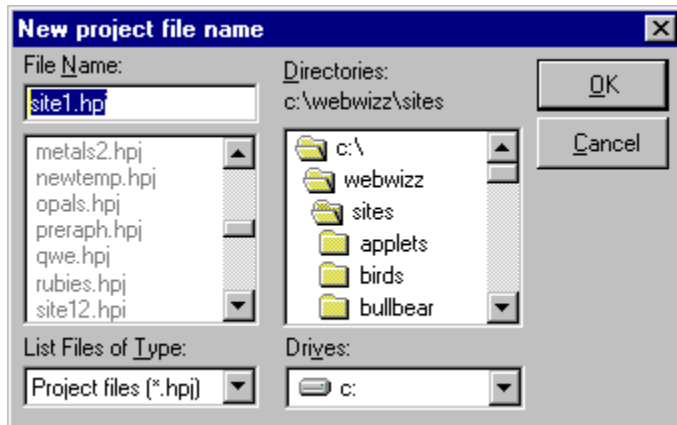 New project file name
File Name:
site1.hpj
metals2.hpj
newtemp.hpj
opals.hpj
preraph.hpj
qwe.hpj
rubies.hpj
site12.hpj
List Files of Type:
Project files (*.hpj)
Directories:
c:\webwizz\sites
c:\
webwizz
sites
applets
birds
bullbear
Drives:
c:
OK
Cancel